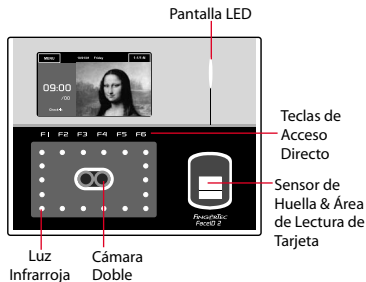 Pantalla LED
MENU
Friday
09:00
F1 F2 F3 F4 F5 F6
Teclas de
Acceso
Directo
FINGERTEC
FACEID 2
Sensor de
Huella & Área
de Lectura de
Tarjeta
Luz
Infrarroja
Cámara
Doble